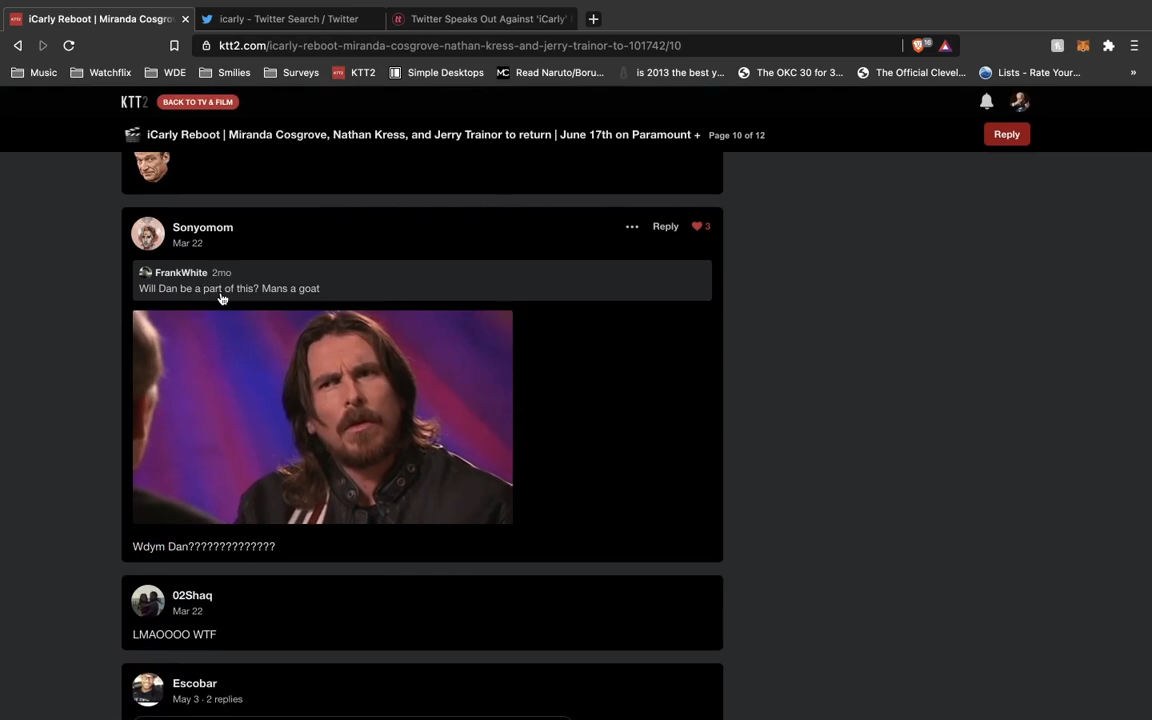 iCarly Reboot | Miranda Cosgro
icarly - Twitter Search / Twitter
Twitter Speaks Out Against 'iCarly'
ktt2.com/icarly-reboot-miranda-cosgrove-nathan-kress-and-jerry-trainor-to-101742/10
16
Music
Watchflix
WDE
Smilies
Surveys
KTT2
Simple Desktops
Read Naruto/Boru...
is 2013 the best y...
The OKC 30 for 3...
The Official Clevel...
Lists - Rate Your...
KTT2
BACK TO TV & FILM
iCarly Reboot | Miranda Cosgrove, Nathan Kress, and Jerry Trainor to return | June 17th on Paramount + Page 10 of 12
Reply
Sonyomom
Mar 22
Reply
3
FrankWhite 2mo
Will Dan be a part of this? Mans a goat
Wdym Dan??????????????
02Shaq
Mar 22
LMAOOOO WTF
Escobar
May 3 · 2 replies